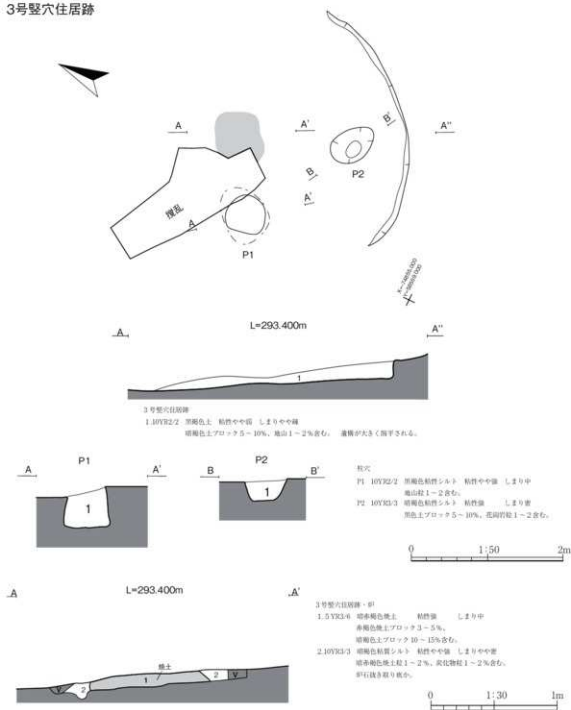 3号竪穴住居跡
A
A'
A''
B'
B
P2
A'
撹乱
A
P1
L=293.400m
A
A''
1
3号竪穴住居跡
1.10YR2/2 黒褐色土 粘性やや弱 しまりやや疎
暗褐色土ブロック5~10%、地山1~2%含む。 遺構が大きく削平される。
P1
P2
A
A'
B
B'
1
1
柱穴
P1 10YR2/2 黒褐色粘性シルト 粘性やや強 しまり中
地山粒1~2含む。
P2 10YR3/3 暗褐色粘性シルト 粘性強 しまり密
黒色土ブロック5~10%、花崗岩粒1~2含む。
0 1:50 2m
L=293.400m
A
A'
3号竪穴住居跡・炉
1.5YR3/6 暗赤褐色焼土 粘性強 しまり中
赤褐色焼土ブロック3~5%、
暗褐色土ブロック10~15%含む。
2.10YR3/3 暗褐色粘質シルト 粘性やや強 しまりやや密
暗赤褐色焼土粒1~2%、炭化物粒1~2%含む。
炉石抜き取り痕か。
焼土
1
2
2
0 1:30 1m